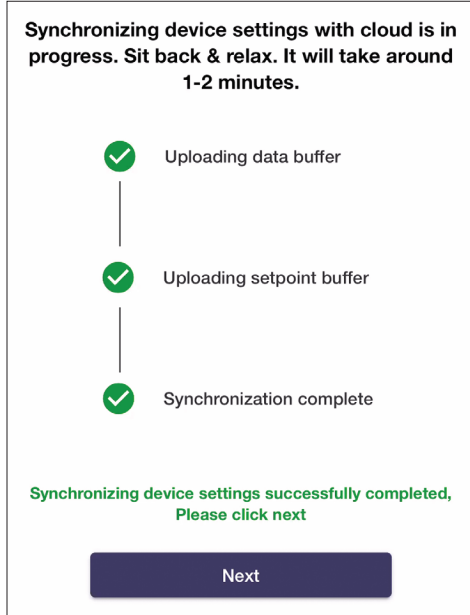 Synchronizing device settings with cloud is in
progress. Sit back & relax. It will take around
1-2 minutes.
Uploading data buffer
Uploading setpoint buffer
Synchronization complete
Synchronizing device settings successfully completed,
Please click next
Next